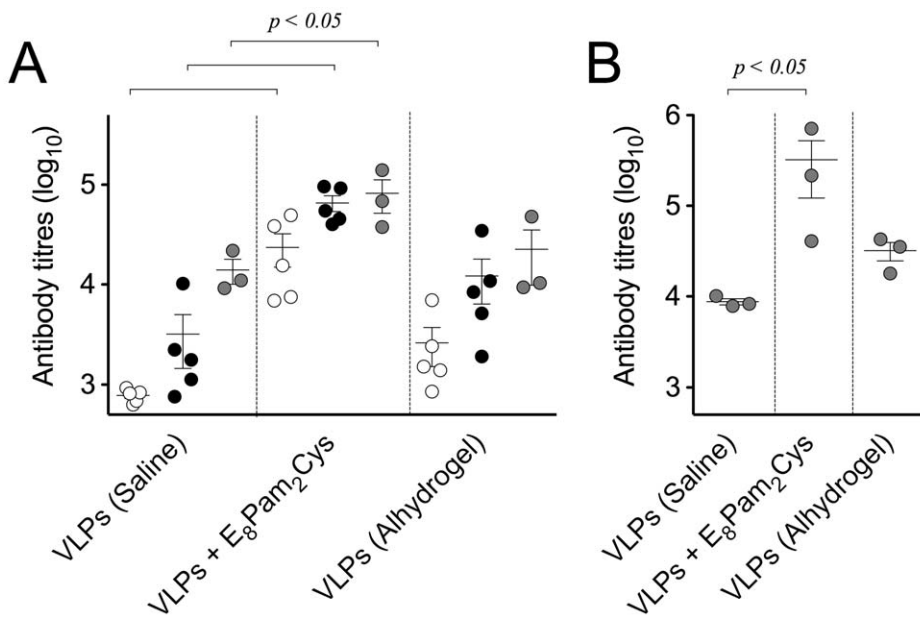 A
p < 0.05
Antibody titres (log10)
5
4
3
VLPs (Saline)
VLPs + E8Pam2Cys
VLPs (Alhydrogel)
B
p < 0.05
Antibody titres (log10)
6
5
4
3
VLPs (Saline)
VLPs + E8Pam2Cys
VLPs (Alhydrogel)